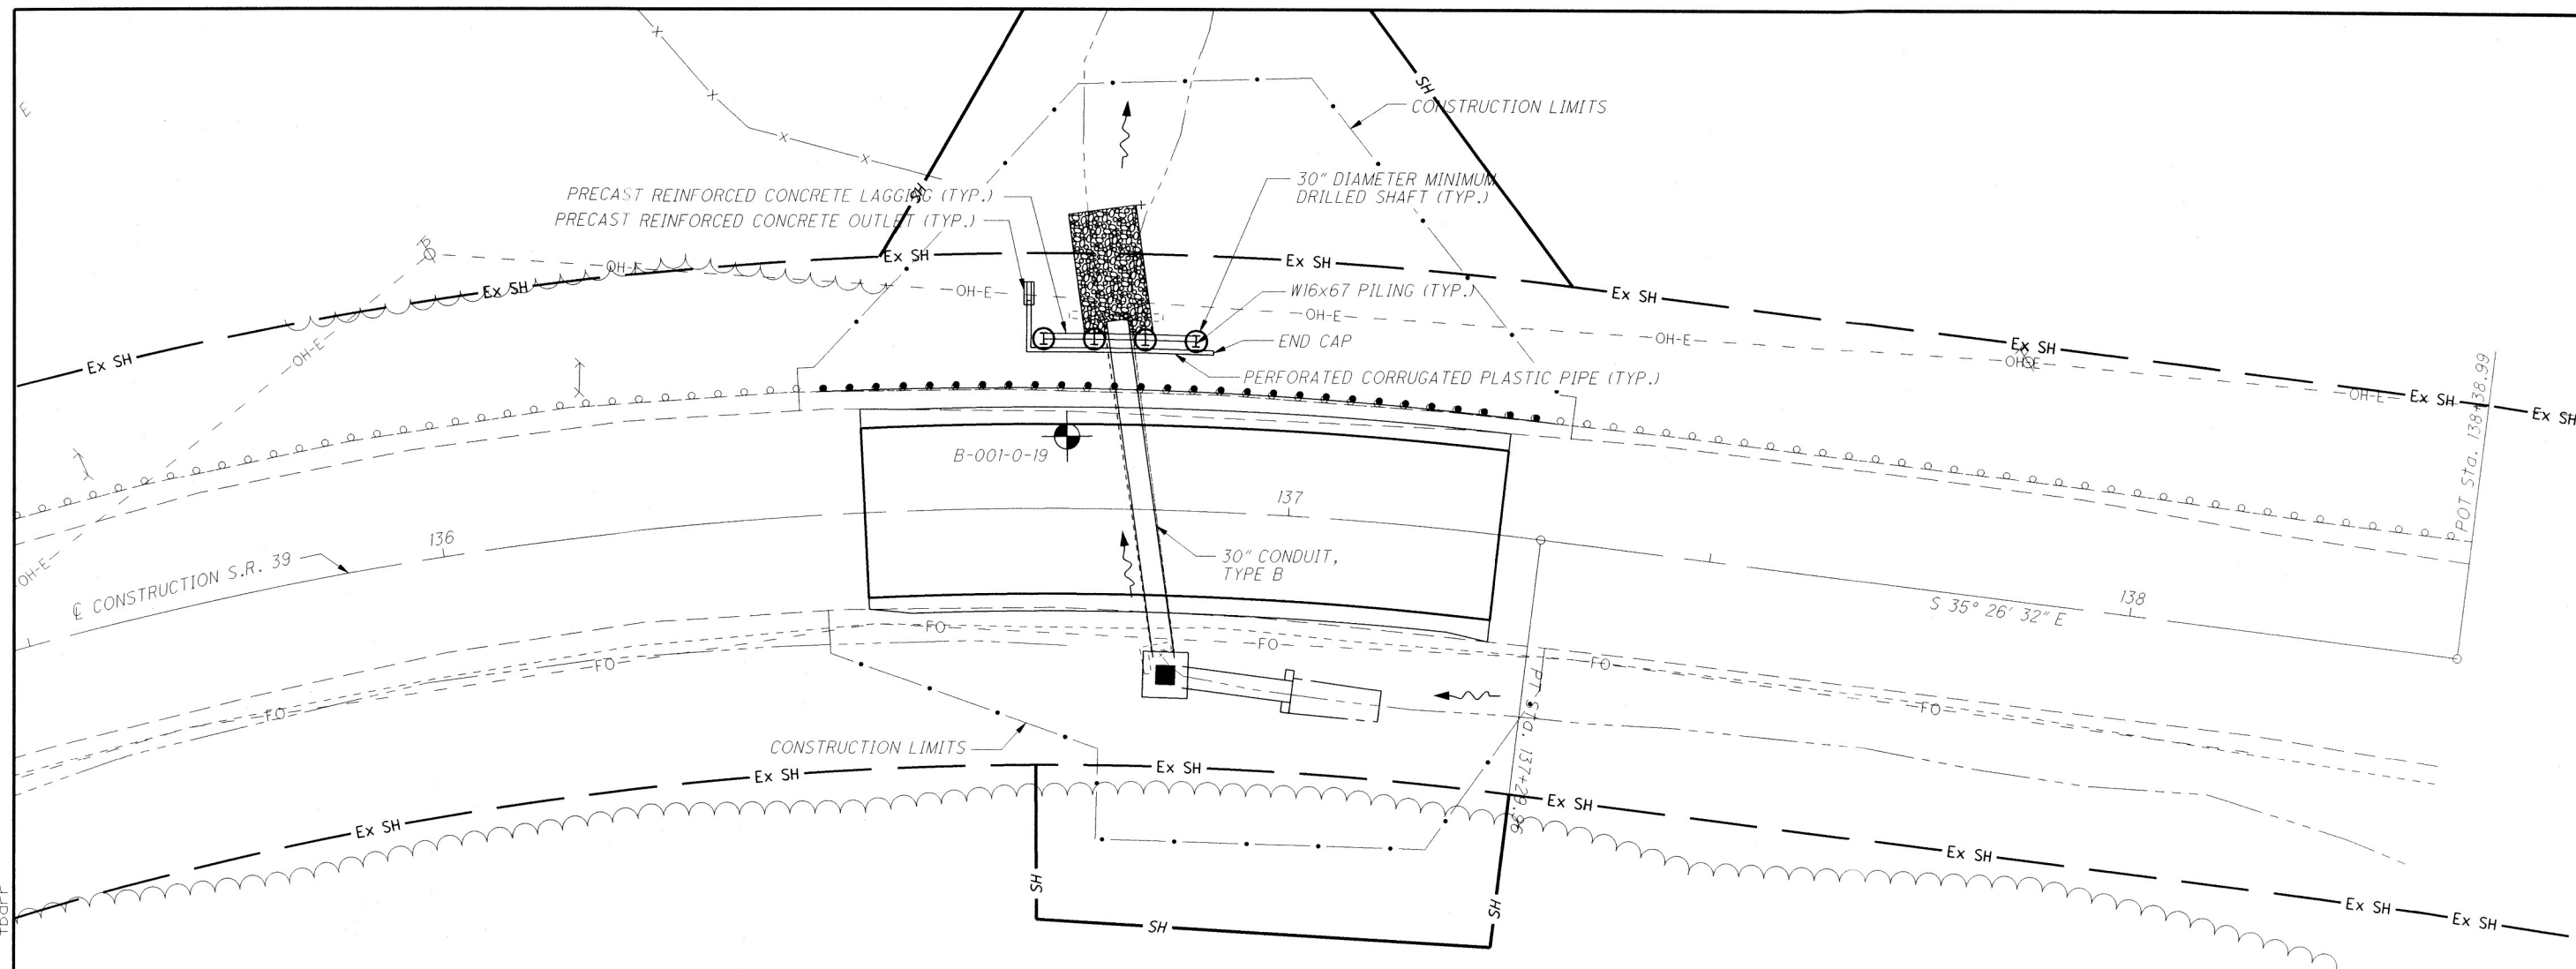 E
SH
CONSTRUCTION LIMITS
SH
PRECAST REINFORCED CONCRETE LAGGING (TYP.)
PRECAST REINFORCED CONCRETE OUTLET (TYP.)
30" DIAMETER MINIMUM
DRILLED SHAFT (TYP.)
Ex SH
Ex SH
Ex SH
Ex SH
Ex SH
Ex SH
Ex SH
Ex SH
OH-E
OH-E
OH-E
OH-E
OH-E
OH-E
OH-E
OH-E
W16x67 PILING (TYP.)
END CAP
PERFORATED CORRUGATED PLASTIC PIPE (TYP.)
POT Sta. 138+38.99
B-001-0-19
136
137
138
℄ CONSTRUCTION S.R. 39
30" CONDUIT,
TYPE B
S 35° 26' 32" E
FO
FO
FO
FO
FO
FO
PT Sta. 137+29.96
CONSTRUCTION LIMITS
Ex SH
Ex SH
Ex SH
Ex SH
Ex SH
Ex SH
Ex SH
SH
SH
SH